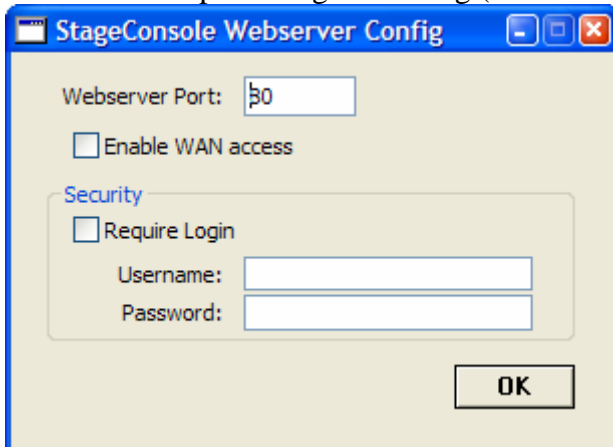 StageConsole Webserver Config
Webserver Port: 80
Enable WAN access
Security
Require Login
Username:
Password:
OK